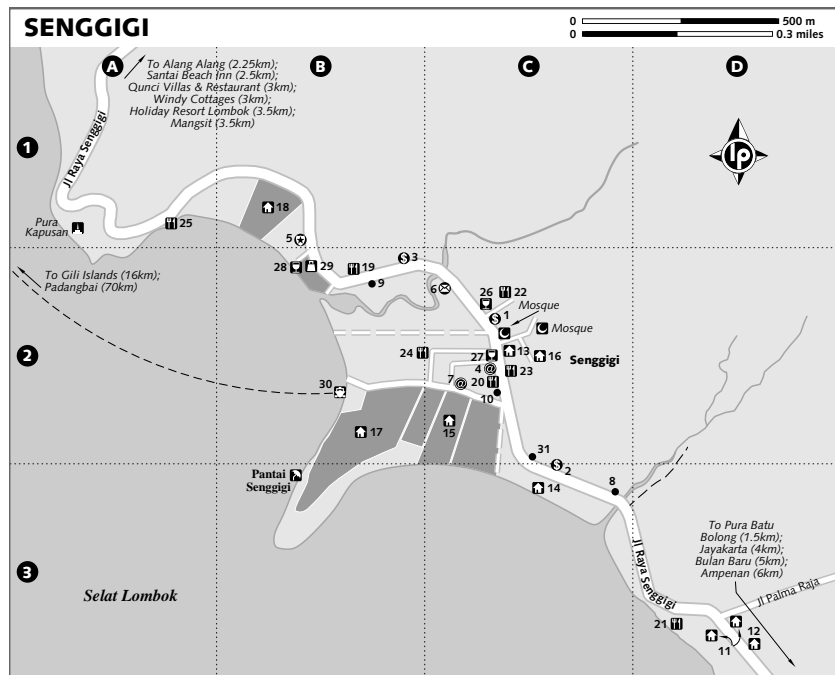 SENGGIGI
0 500 m
0 0.3 miles
A
B
C
D
To Alang Alang (2.25km);
Santai Beach Inn (2.5km);
Qunci Villas & Restaurant (3km);
Windy Cottages (3km);
Holiday Resort Lombok (3.5km);
Mangsit (3.5km)
1
Jl Raya Senggigi
lp
18
Pura
Kapusan
25
5
To Gili Islands (16km);
Padangbai (70km)
28
29
19
3
9
6
26
22
1
Mosque
Mosque
2
24
27
13
16
Senggigi
4
23
7
20
10
30
17
15
31
2
Pantai
Senggigi
14
8
To Pura Batu
Bolong (1.5km);
Jayakarta (4km);
Bulan Baru (5km);
Ampenan (6km)
3
Selat Lombok
Jl Raya Senggigi
Jl Palma Raja
21
12
11